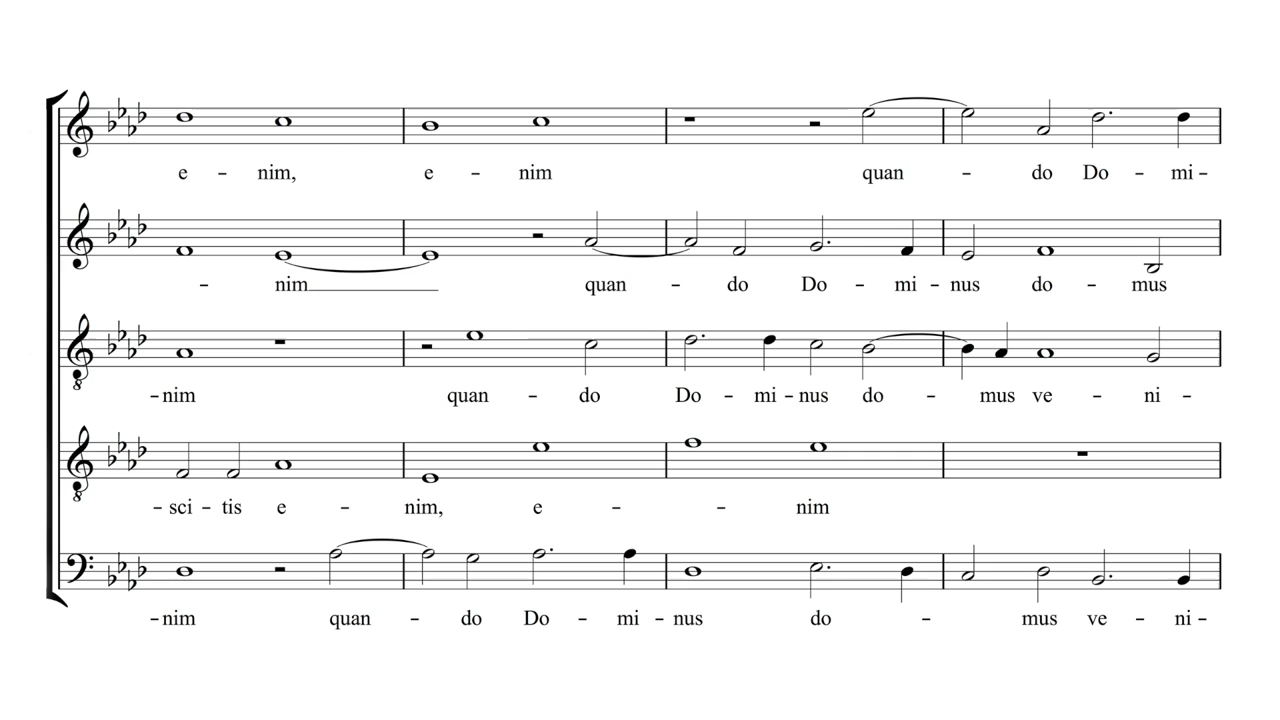 e - nim, e - nim quan - do Do - mi -
- nim quan - do Do - mi - nus do - mus
- nim quan - do Do - mi - nus do - mus ve - ni -
- sci - tis e - nim, e - - nim
- nim quan - do Do - mi - nus do - mus ve - ni -